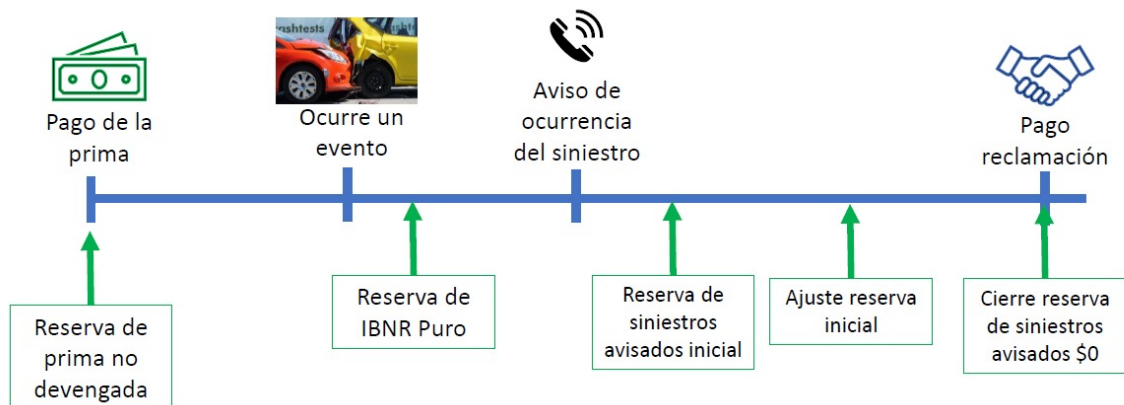 Pago de la
prima
Ocurre un
evento
Aviso de
ocurrencia
del siniestro
Pago
reclamación
Reserva de
prima no
devengada
Reserva de
IBNR Puro
Reserva de
siniestros
avisados inicial
Ajuste reserva
inicial
Cierre reserva
de siniestros
avisados $0